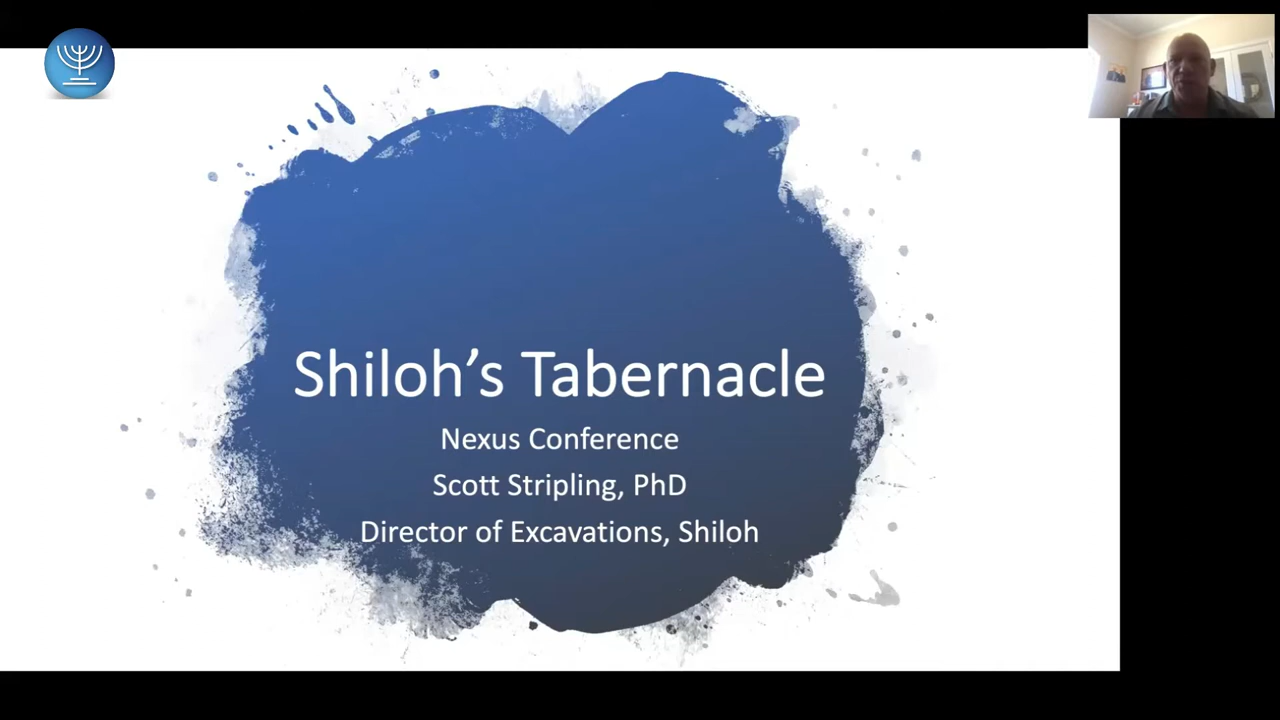 Shiloh’s Tabernacle
Nexus Conference
Scott Stripling, PhD
Director of Excavations, Shiloh